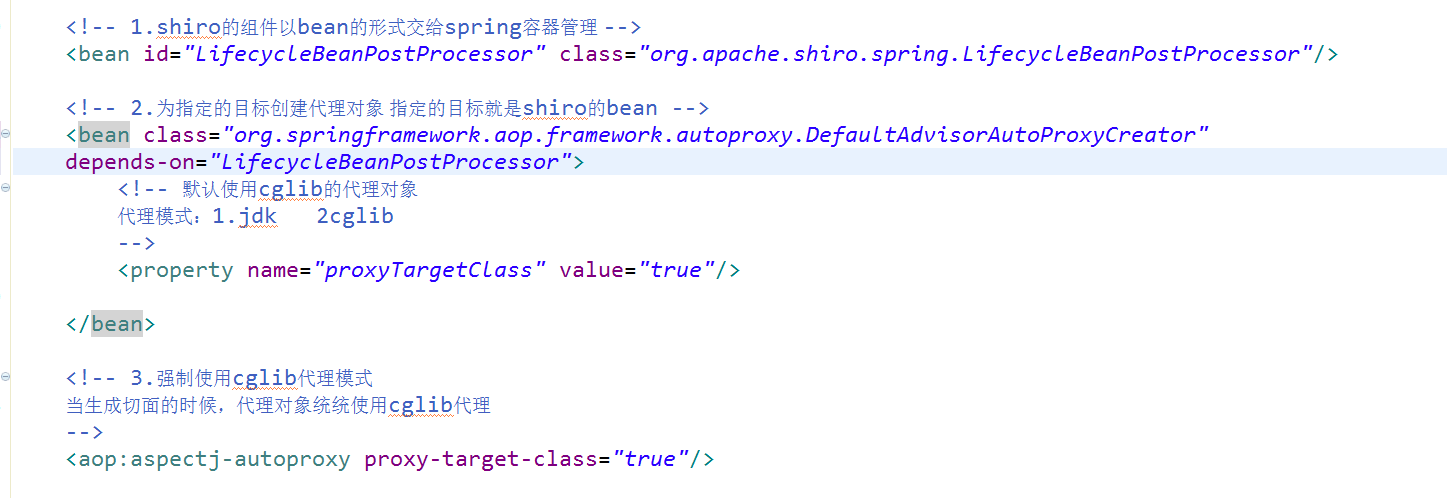 <!-- 1.shiro的组件以bean的形式交给spring容器管理 -->
<bean id="LifecycleBeanPostProcessor" class="org.apache.shiro.spring.LifecycleBeanPostProcessor"/>
<!-- 2.为指定的目标创建代理对象 指定的目标就是shiro的bean -->
<bean class="org.springframework.aop.framework.autoproxy.DefaultAdvisorAutoProxyCreator"
depends-on="LifecycleBeanPostProcessor">
<!-- 默认使用cglib的代理对象
代理模式：1.jdk 2cglib
-->
<property name="proxyTargetClass" value="true"/>
</bean>
<!-- 3.强制使用cglib代理模式
当生成切面的时候，代理对象统统使用cglib代理
-->
<aop:aspectj-autoproxy proxy-target-class="true"/>